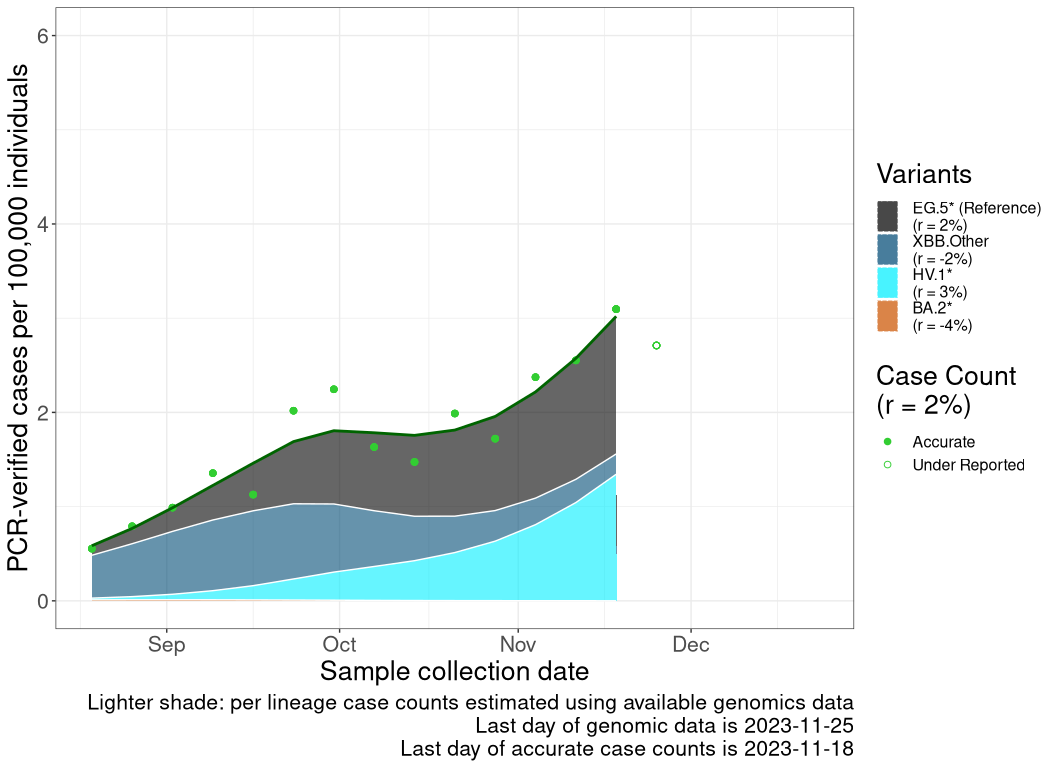 PCR-verified cases per 100,000 individuals
6
4
2
0
Sep
Oct
Nov
Dec
Sample collection date
Lighter shade: per lineage case counts estimated using available genomics data
Last day of genomic data is 2023-11-25
Last day of accurate case counts is 2023-11-18
Variants
EG.5* (Reference)
(r = 2%)
XBB.Other
(r = -2%)
HV.1*
(r = 3%)
BA.2*
(r = -4%)
Case Count
(r = 2%)
Accurate
Under Reported